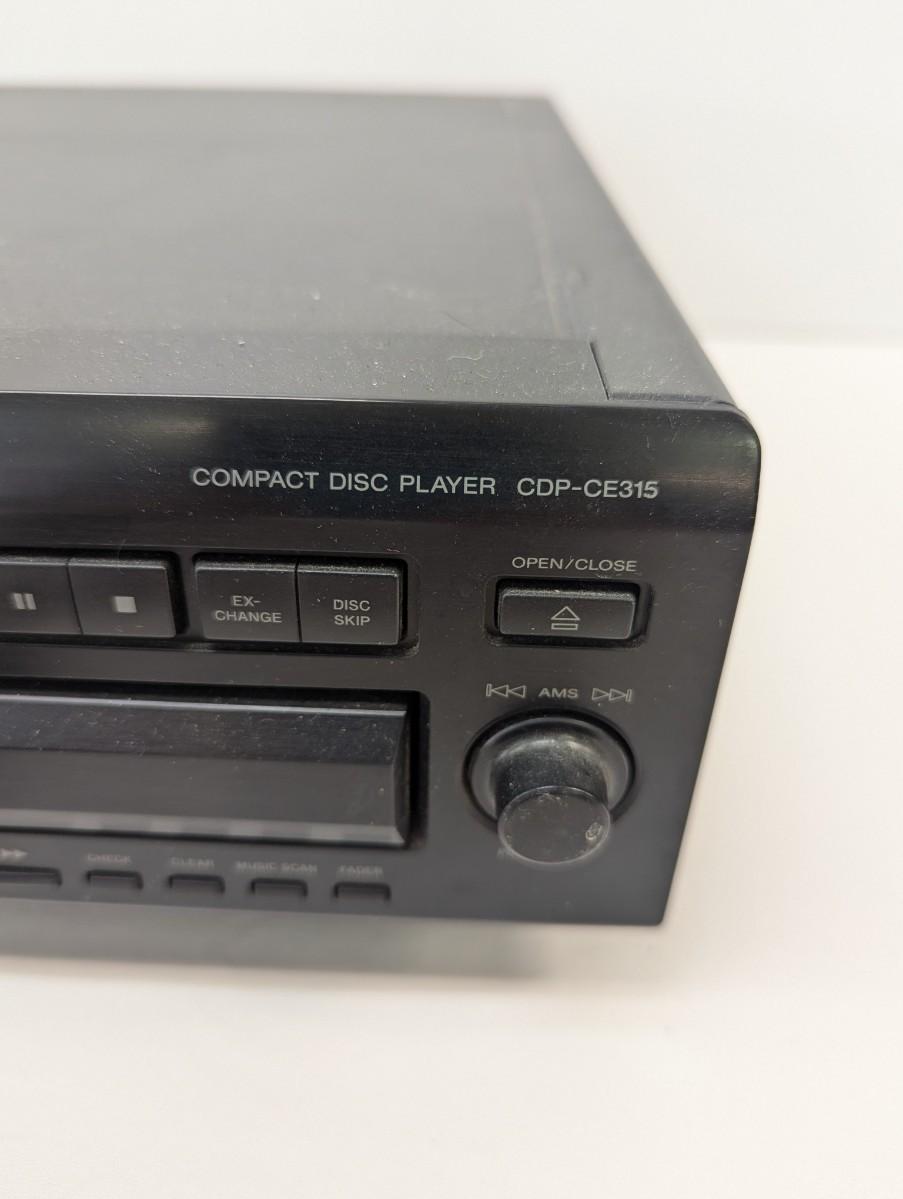 COMPACT DISC PLAYER CDP-CE315
OPEN/CLOSE
EX-
CHANGE
DISC
SKIP
AMS
CHECK
CLEAR
MUSIC SCAN
FADER